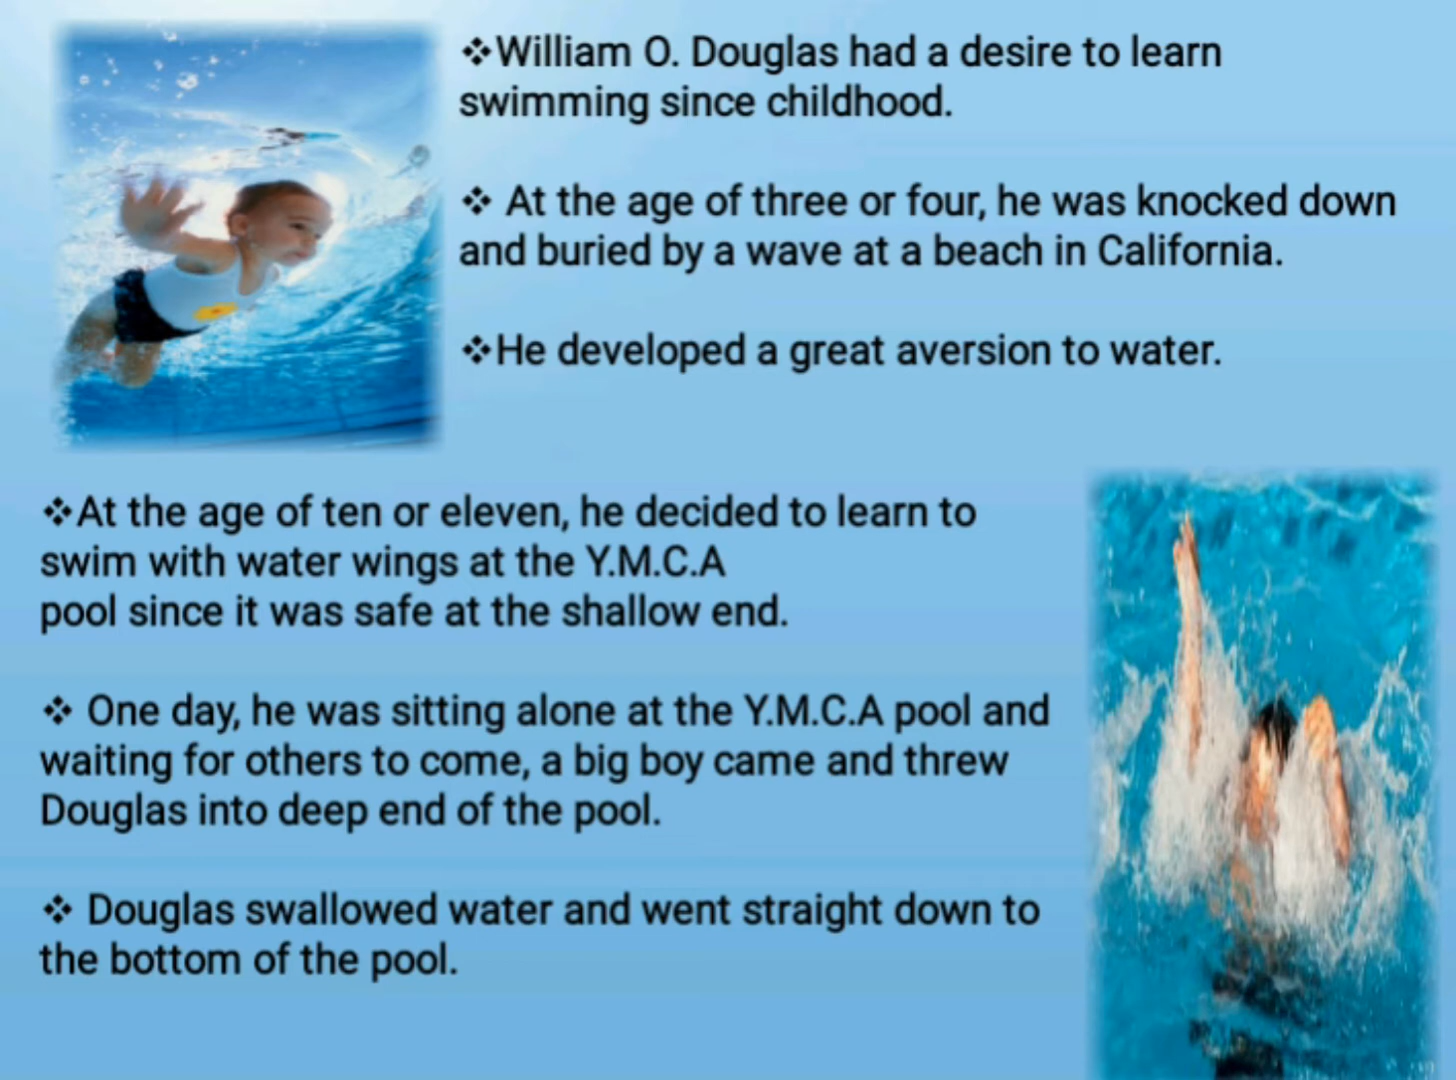 ❖William O. Douglas had a desire to learn
swimming since childhood.
❖ At the age of three or four, he was knocked down
and buried by a wave at a beach in California.
❖He developed a great aversion to water.
❖At the age of ten or eleven, he decided to learn to
swim with water wings at the Y.M.C.A
pool since it was safe at the shallow end.
❖ One day, he was sitting alone at the Y.M.C.A pool and
waiting for others to come, a big boy came and threw
Douglas into deep end of the pool.
❖ Douglas swallowed water and went straight down to
the bottom of the pool.